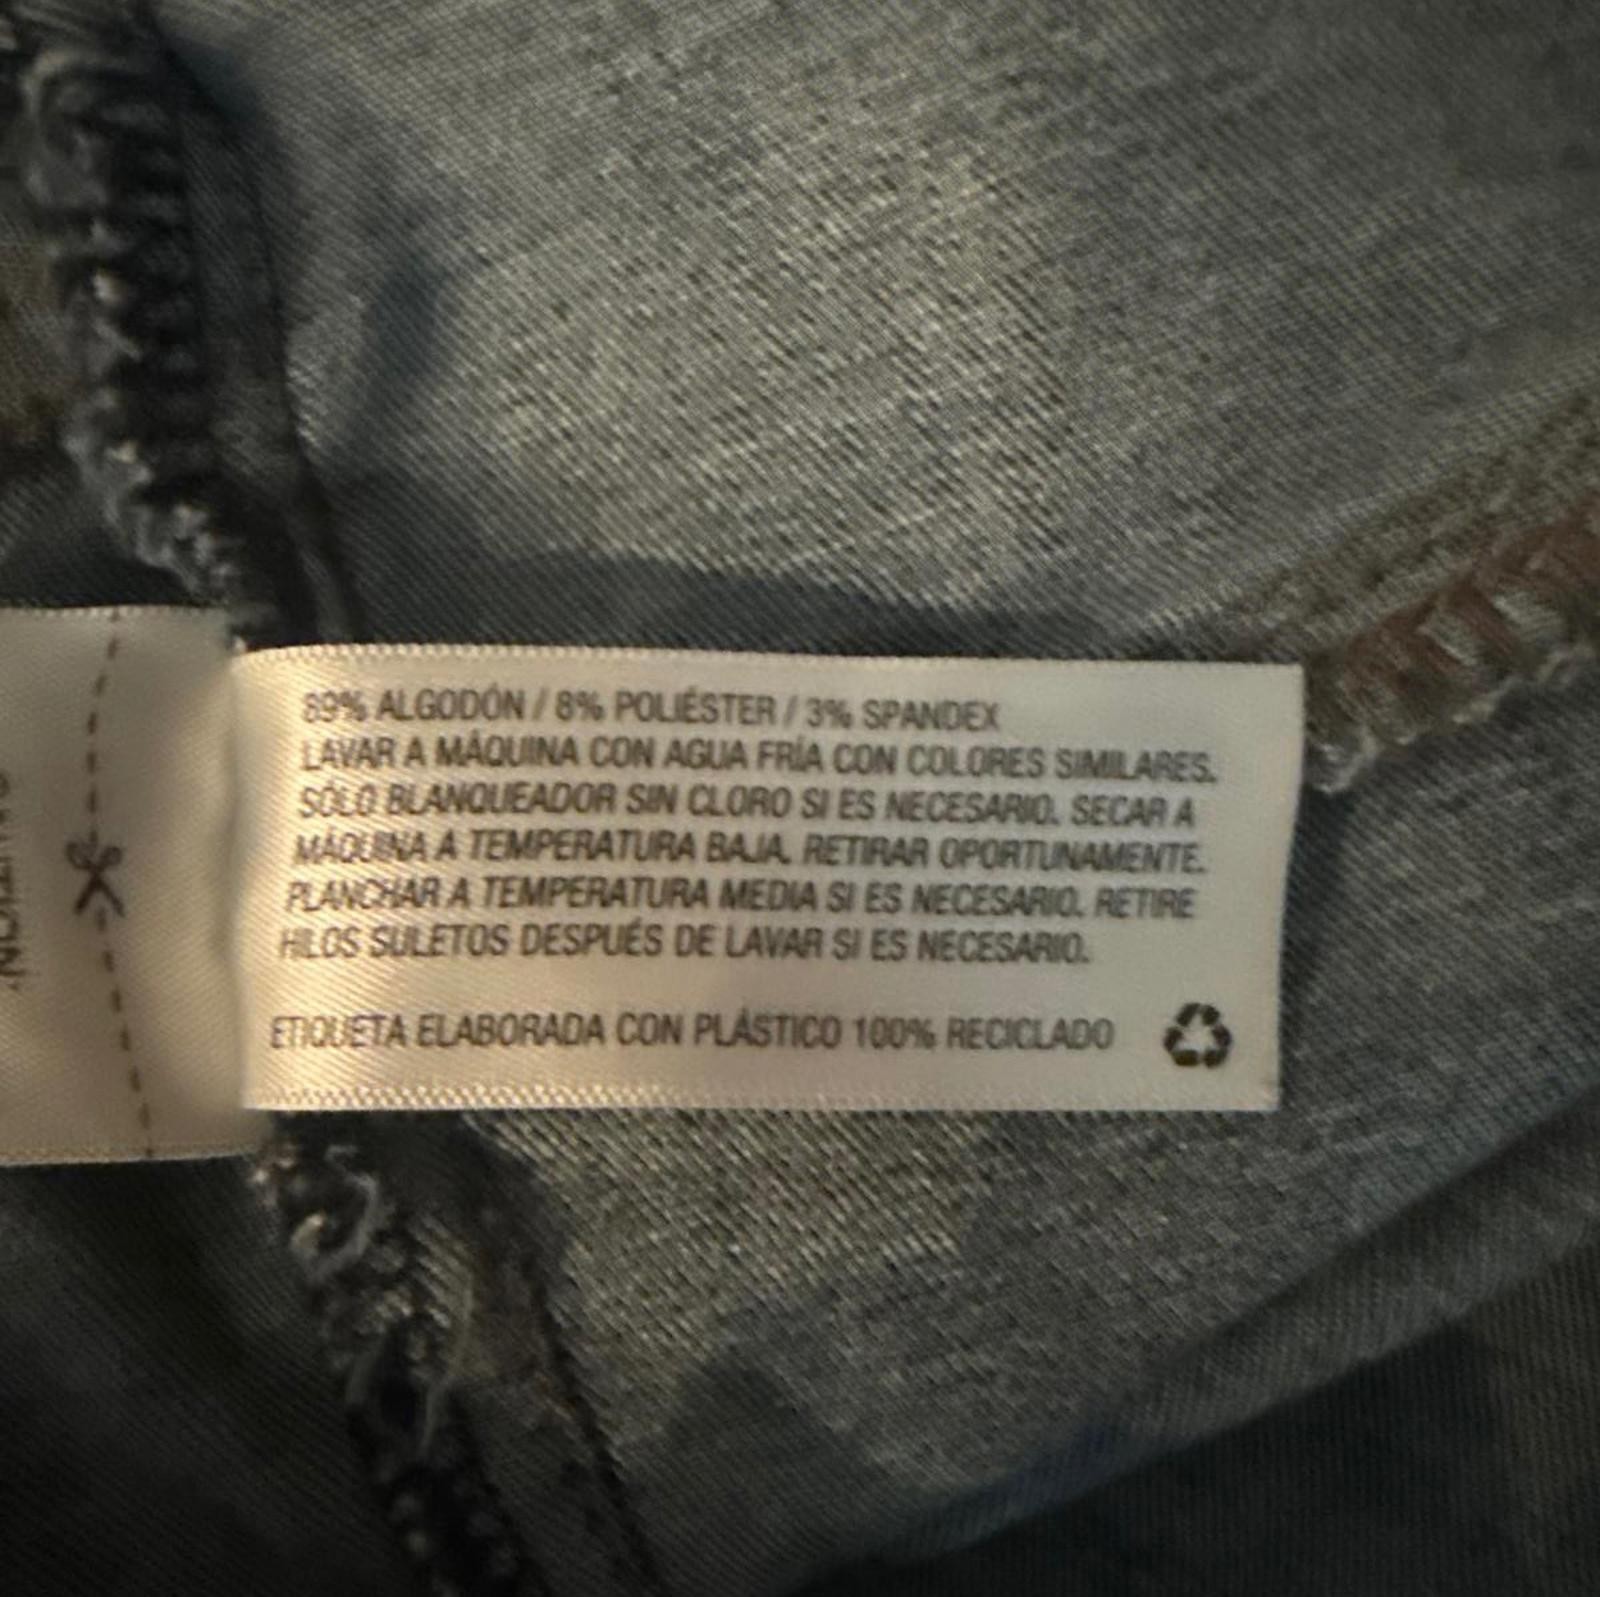 89% ALGODÓN / 8% POLIÉSTER / 3% SPANDEX
LAVAR A MÁQUINA CON AGUA FRÍA CON COLORES SIMILARES.
SÓLO BLANQUEADOR SIN CLORO SI ES NECESARIO. SECAR A
MÁQUINA A TEMPERATURA BAJA. RETIRAR OPORTUNAMENTE.
PLANCHAR A TEMPERATURA MEDIA SI ES NECESARIO. RETIRE
HILOS SULETOS DESPUÉS DE LAVAR SI ES NECESARIO.
ETIQUETA ELABORADA CON PLÁSTICO 100% RECICLADO